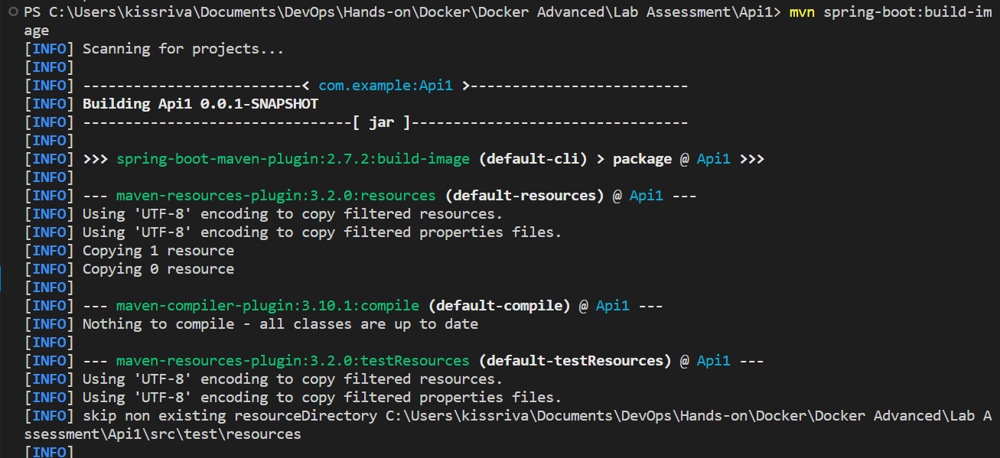 PS C:\Users\kissriva\Documents\DevOps\Hands-on\Docker\Docker Advanced\Lab Assessment\Api1> mvn spring-boot:build-im
age
[INFO] Scanning for projects...
[INFO]
[INFO] --------------------------< com.example:Api1 >--------------------------
[INFO] Building Api1 0.0.1-SNAPSHOT
[INFO] --------------------------------[ jar ]---------------------------------
[INFO]
[INFO] >>> spring-boot-maven-plugin:2.7.2:build-image (default-cli) > package @ Api1 >>>
[INFO]
[INFO] --- maven-resources-plugin:3.2.0:resources (default-resources) @ Api1 ---
[INFO] Using 'UTF-8' encoding to copy filtered resources.
[INFO] Using 'UTF-8' encoding to copy filtered properties files.
[INFO] Copying 1 resource
[INFO] Copying 0 resource
[INFO]
[INFO] --- maven-compiler-plugin:3.10.1:compile (default-compile) @ Api1 ---
[INFO] Nothing to compile - all classes are up to date
[INFO]
[INFO] --- maven-resources-plugin:3.2.0:testResources (default-testResources) @ Api1 ---
[INFO] Using 'UTF-8' encoding to copy filtered resources.
[INFO] Using 'UTF-8' encoding to copy filtered properties files.
[INFO] skip non existing resourceDirectory C:\Users\kissriva\Documents\DevOps\Hands-on\Docker\Docker Advanced\Lab A
ssessment\Api1\src\test\resources
[INFO]